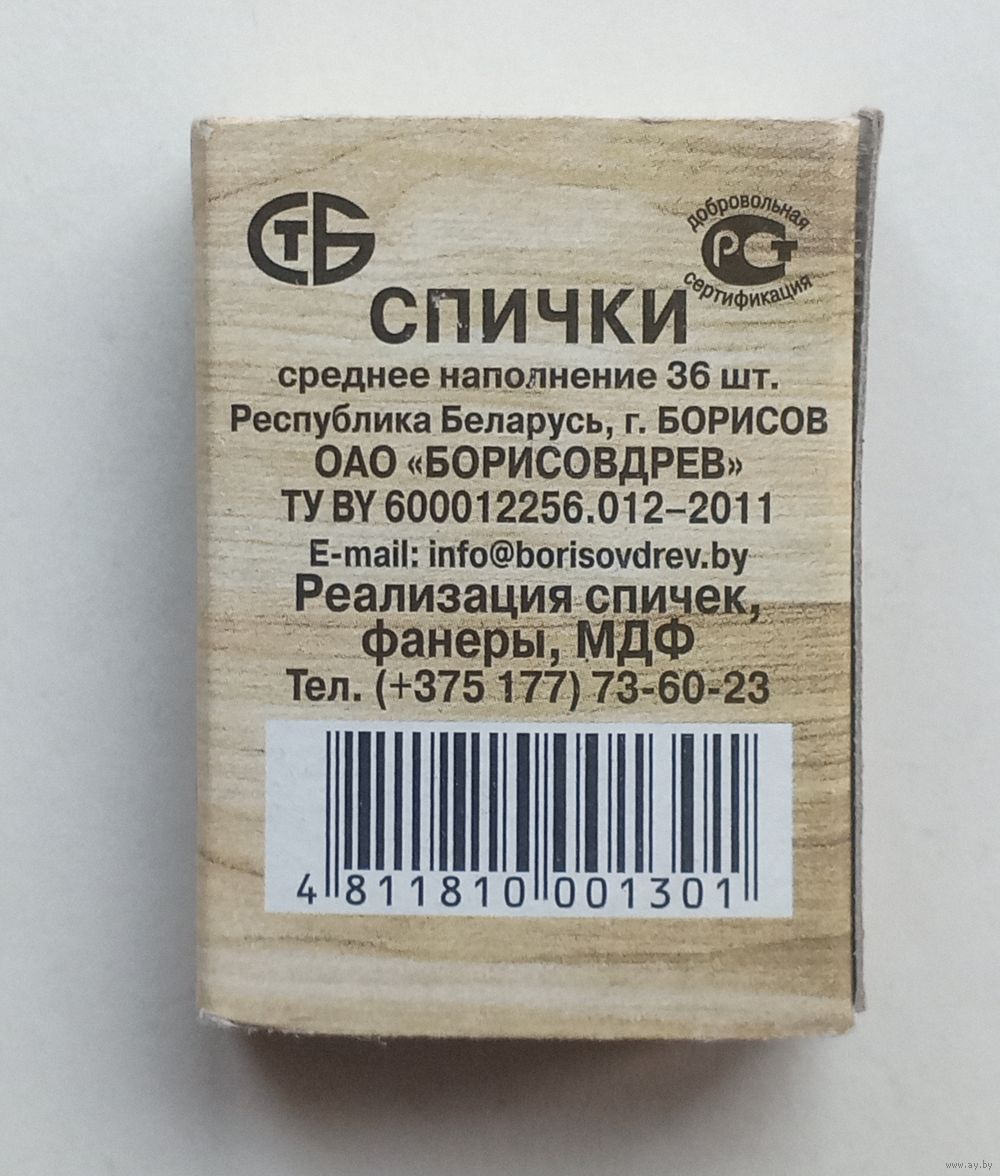 СТБ
добровольная
РСТ
сертификация
СПИЧКИ
среднее наполнение 36 шт.
Республика Беларусь, г. БОРИСОВ
ОАО «БОРИСОВДРЕВ»
ТУ BY 600012256.012–2011
E-mail: info@borisovdrev.by
Реализация спичек,
фанеры, МДФ
Тел. (+375 177) 73-60-23
4 811810 001301
www.ay.by